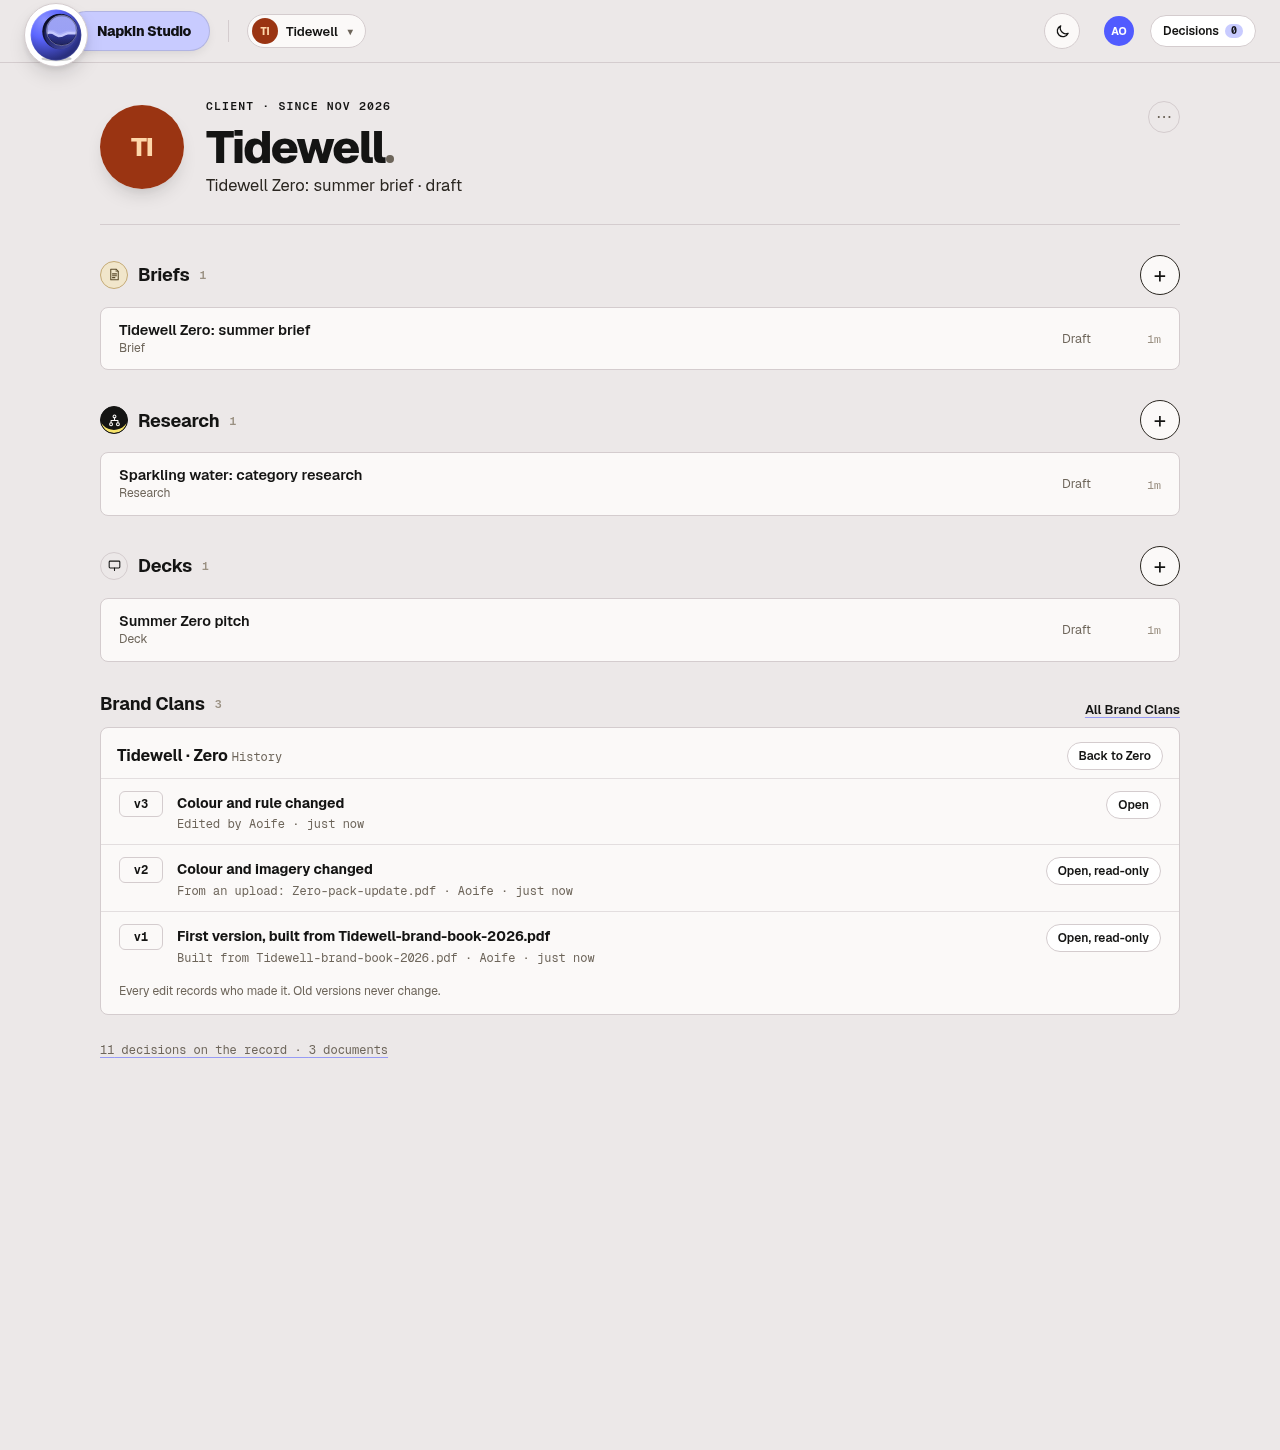 Napkin Studio
TI Tidewell ▾
AO
Decisions 0
TI
CLIENT · SINCE NOV 2026
Tidewell.
Tidewell Zero: summer brief · draft
···
Briefs 1
+
Tidewell Zero: summer brief
Brief
Draft
1m
Research 1
+
Sparkling water: category research
Research
Draft
1m
Decks 1
+
Summer Zero pitch
Deck
Draft
1m
Brand Clans 3
All Brand Clans
Tidewell · Zero History
Back to Zero
v3
Colour and rule changed
Edited by Aoife · just now
Open
v2
Colour and imagery changed
From an upload: Zero-pack-update.pdf · Aoife · just now
Open, read-only
v1
First version, built from Tidewell-brand-book-2026.pdf
Built from Tidewell-brand-book-2026.pdf · Aoife · just now
Open, read-only
Every edit records who made it. Old versions never change.
11 decisions on the record · 3 documents